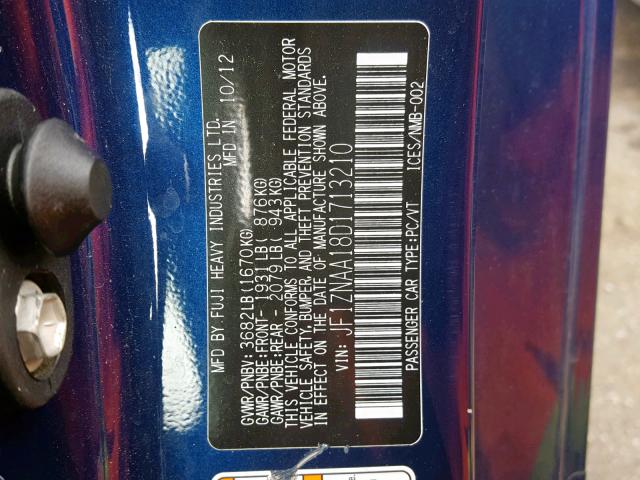 MFD BY FUJI HEAVY INDUSTRIES LTD.
MFD IN 10/12
GVWR/PNBV: 3682LB(1670KG)
GAWR/PNBE:FRONT- 1931LB( 876KG)
GAWR/PNBE:REAR - 2079LB( 943KG)
THIS VEHICLE CONFORMS TO ALL APPLICABLE FEDERAL MOTOR
VEHICLE SAFETY,BUMPER, AND THEFT PREVENTION STANDARDS
IN EFFECT ON THE DATE OF MANUFACTURE SHOWN ABOVE.
VIN: JF1ZNAA18D1713210
PASSENGER CAR TYPE:PC/VT ICES/NMB-002